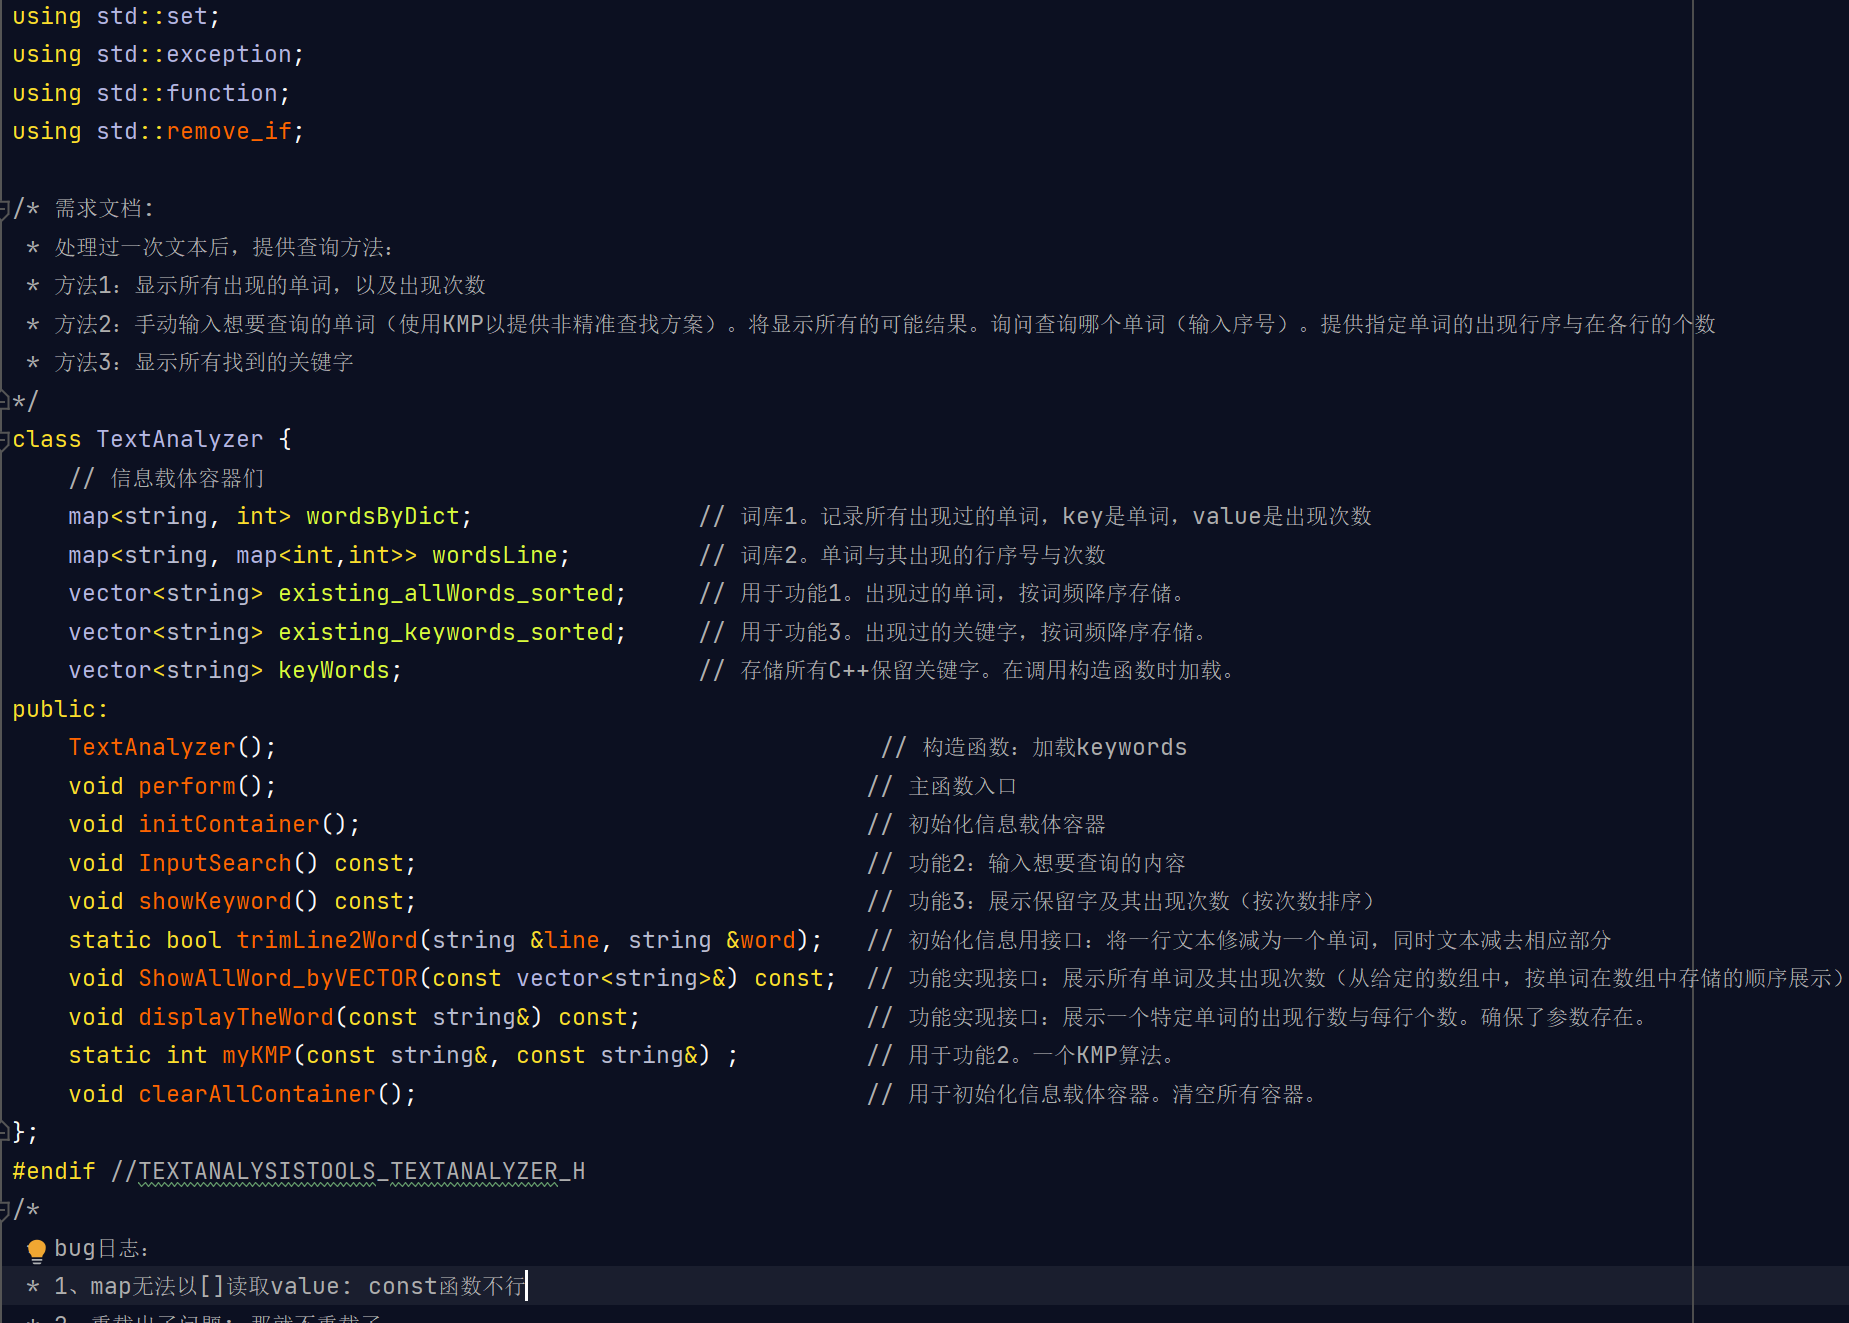 using std::set;
using std::exception;
using std::function;
using std::remove_if;
/* 需求文档:
 * 处理过一次文本后，提供查询方法:
 * 方法1: 显示所有出现的单词，以及出现次数
 * 方法2: 手动输入想要查询的单词（使用KMP以提供非精准查找方案）。将显示所有的可能结果。询问查询哪个单词（输入序号）。提供指定单词的出现行序与在各行的个数
 * 方法3: 显示所有找到的关键字
*/
class TextAnalyzer {
    // 信息载体容器们
    map<string, int> wordsByDict;                // 词库1。记录所有出现过的单词，key是单词，value是出现次数
    map<string, map<int,int>> wordsLine;         // 词库2。单词与其出现的行序号与次数
    vector<string> existing_allWords_sorted;     // 用于功能1。出现过的单词，按词频降序存储。
    vector<string> existing_keywords_sorted;     // 用于功能3。出现过的关键字，按词频降序存储。
    vector<string> keyWords;                     // 存储所有C++保留关键字。在调用构造函数时加载。
public:
    TextAnalyzer();                                           // 构造函数: 加载keywords
    void perform();                                          // 主函数入口
    void initContainer();                                    // 初始化信息载体容器
    void InputSearch() const;                                // 功能2: 输入想要查询的内容
    void showKeyword() const;                                // 功能3: 展示保留字及其出现次数（按次数排序）
    static bool trimLine2Word(string &line, string &word);   // 初始化信息用接口: 将一行文本修减为一个单词，同时文本减去相应部分
    void ShowAllWord_byVECTOR(const vector<string>&) const;  // 功能实现接口: 展示所有单词及其出现次数（从给定的数组中，按单词在数组中存储的顺序展示）
    void displayTheWord(const string&) const;                // 功能实现接口: 展示一个特定单词的出现行数与每行个数。确保了参数存在。
    static int myKMP(const string&, const string&) ;         // 用于功能2。一个KMP算法。
    void clearAllContainer();                                // 用于初始化信息载体容器。清空所有容器。
};
#endif //TEXTANALYSISTOOLS_TEXTANALYZER_H
/*
   bug日志:
 * 1、map无法以[]读取value: const函数不行